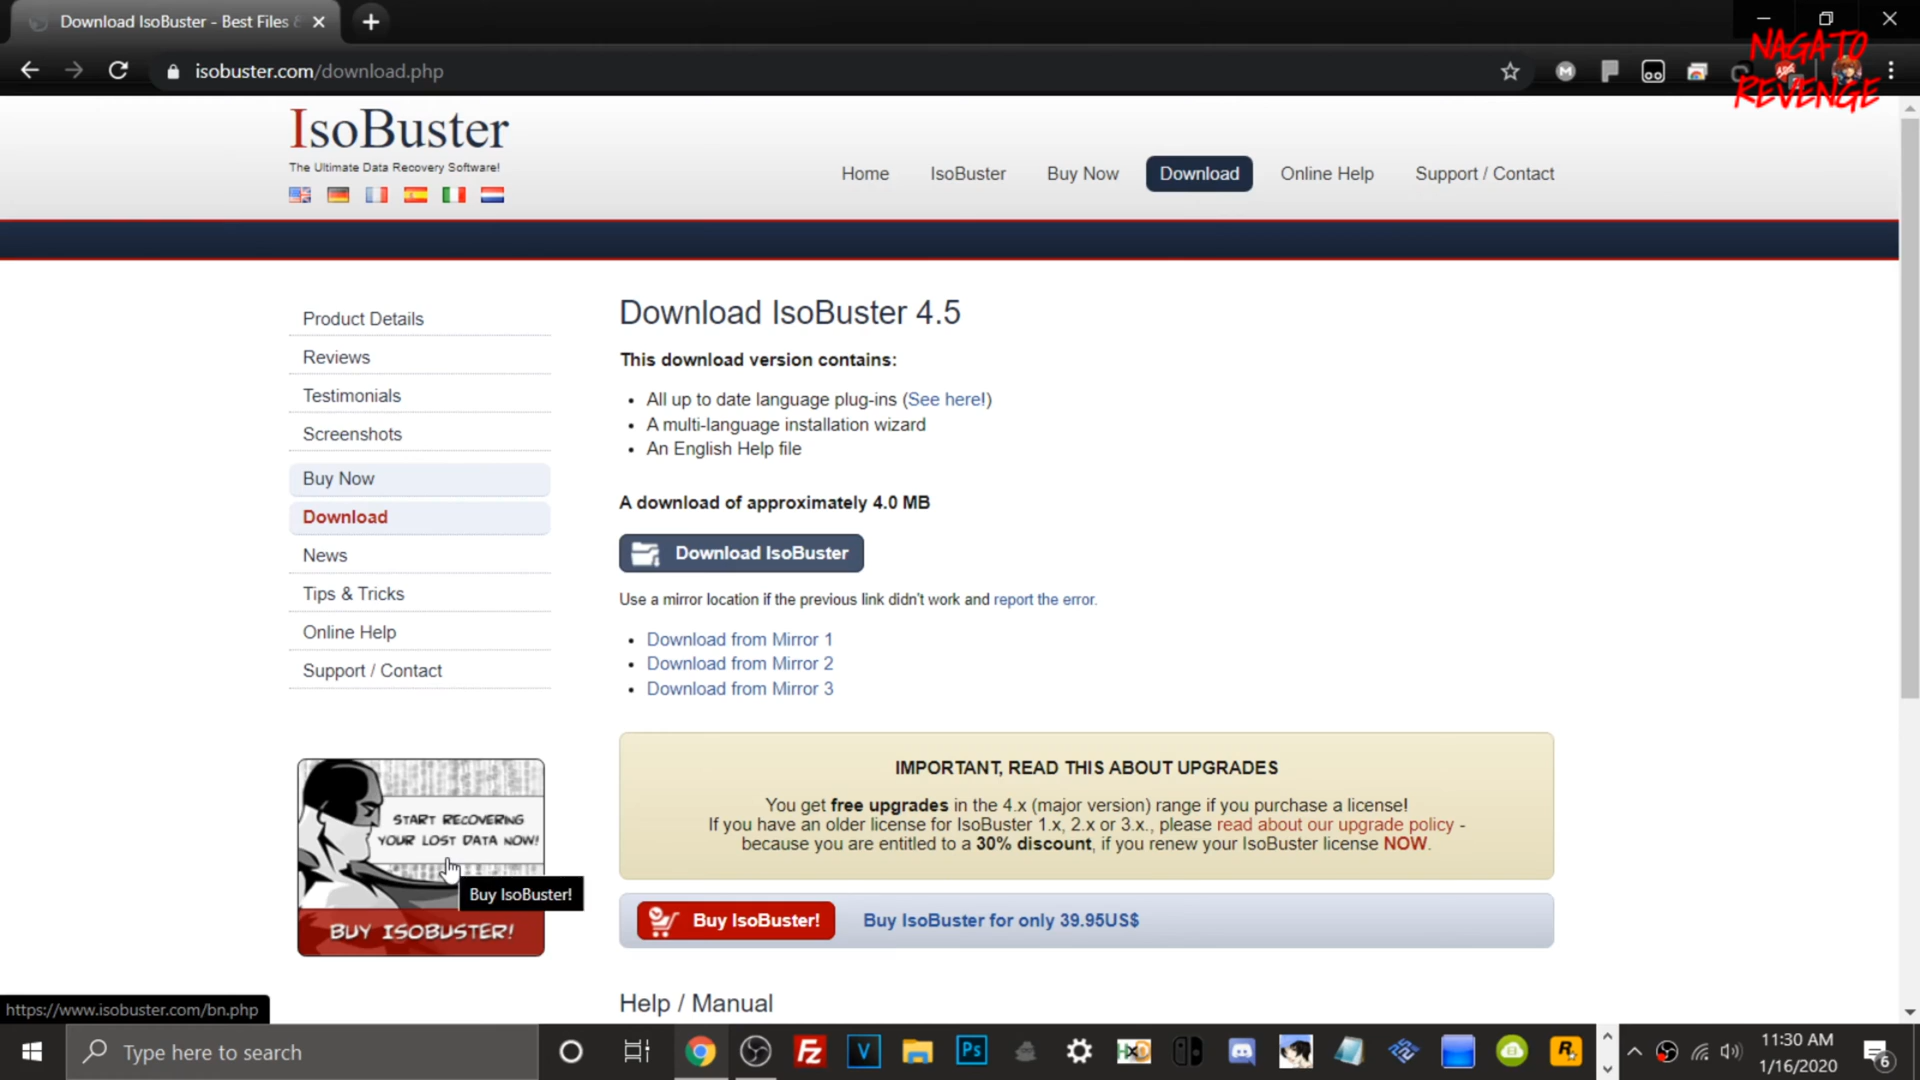 Download IsoBuster - Best Files &
isobuster.com/download.php
NAGATO
REVENGE
IsoBuster
The Ultimate Data Recovery Software!
Home
IsoBuster
Buy Now
Download
Online Help
Support / Contact
Product Details
Reviews
Testimonials
Screenshots
Buy Now
Download
News
Tips & Tricks
Online Help
Support / Contact
START RECOVERING
YOUR LOST DATA NOW!
Buy IsoBuster!
BUY ISOBUSTER!
Download IsoBuster 4.5
This download version contains:
All up to date language plug-ins (See here!)
A multi-language installation wizard
An English Help file
A download of approximately 4.0 MB
Download IsoBuster
Use a mirror location if the previous link didn't work and report the error.
Download from Mirror 1
Download from Mirror 2
Download from Mirror 3
IMPORTANT, READ THIS ABOUT UPGRADES
You get free upgrades in the 4.x (major version) range if you purchase a license!
If you have an older license for IsoBuster 1.x, 2.x or 3.x., please read about our upgrade policy -
because you are entitled to a 30% discount, if you renew your IsoBuster license NOW.
Buy IsoBuster!
Buy IsoBuster for only 39.95US$
Help / Manual
https://www.isobuster.com/bn.php
Type here to search
Fz
V
Ps
HXD
R
11:30 AM
1/16/2020
6